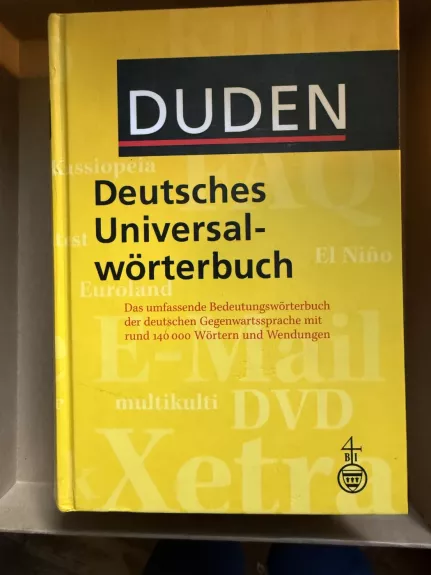 DUDEN
Kassiopeia
FAQ
Deutsches
Universal-
wörterbuch
test
El Niño
Euroland
Das umfassende Bedeutungswörterbuch
der deutschen Gegenwartssprache mit
rund 140 000 Wörtern und Wendungen
E-Mail
multikulti
DVD
Xetra
B I